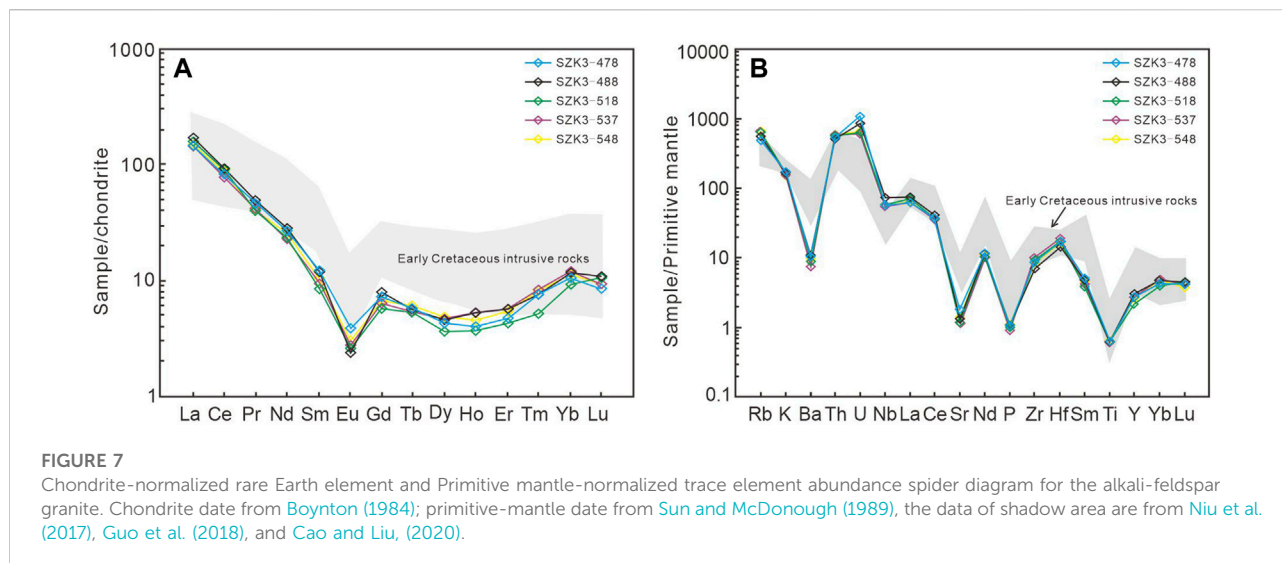 A
B
1000
100
10
1
Sample/chondrite
La Ce Pr Nd Sm Eu Gd Tb Dy Ho Er Tm Yb Lu
SZK3-478
SZK3-488
SZK3-518
SZK3-537
SZK3-548
Early Cretaceous intrusive rocks
10000
1000
100
10
1
0.1
Sample/Primitive mantle
Rb K Ba Th U Nb La Ce Sr Nd P Zr Hf Sm Ti Y Yb Lu
SZK3-478
SZK3-488
SZK3-518
SZK3-537
SZK3-548
Early Cretaceous intrusive rocks
FIGURE 7
Chondrite-normalized rare Earth element and Primitive mantle-normalized trace element abundance spider diagram for the alkali-feldspar
granite. Chondrite date from Boynton (1984); primitive-mantle date from Sun and McDonough (1989), the data of shadow area are from Niu et al.
(2017), Guo et al. (2018), and Cao and Liu, (2020).